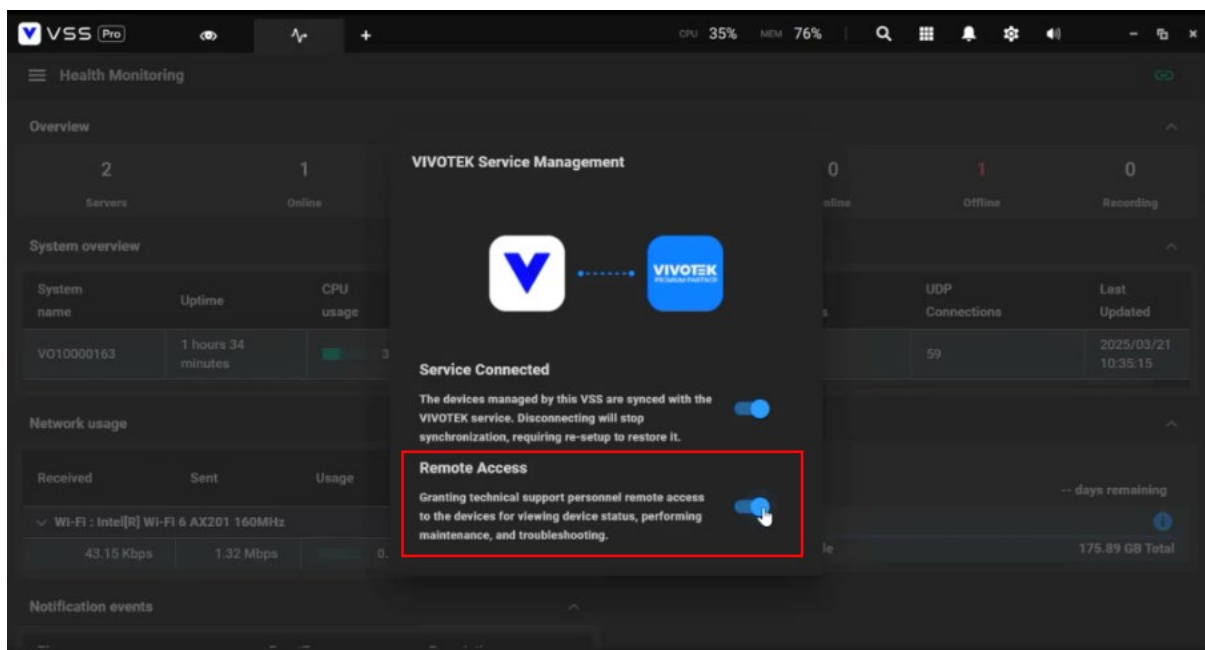 VSS Pro
CPU 35% MEM 76%
Health Monitoring
Overview
2 1 0 1 0
Servers Online Offline Recording
VIVOTEK Service Management
VIVOTEK
PREMIUM PARTNER
System overview
System name
Uptime
CPU usage
UDP Connections
Last Updated
VO10000163
1 hours 34 minutes
3
59
2025/03/21
10:35:15
Service Connected
The devices managed by this VSS are synced with the
VIVOTEK service. Disconnecting will stop
synchronization, requiring re-setup to restore it.
Network usage
Received Sent Usage
Remote Access
Granting technical support personnel remote access
to the devices for viewing device status, performing
maintenance, and troubleshooting.
-- days remaining
Wi-Fi : Intel[R] Wi-Fi 6 AX201 160MHz
43.15 Kbps 1.32 Mbps 0.
175.89 GB Total
Notification events